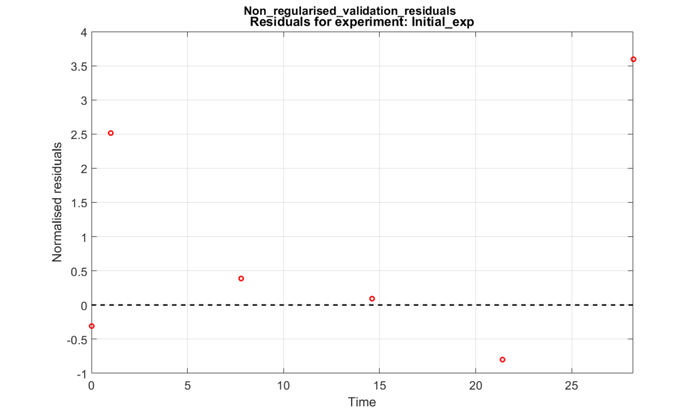 Non_regularised_validation_residuals
Residuals for experiment: Initial_exp
4
3.5
3
2.5
2
1.5
1
0.5
0
-0.5
-1
Normalised residuals
0 5 10 15 20 25
Time